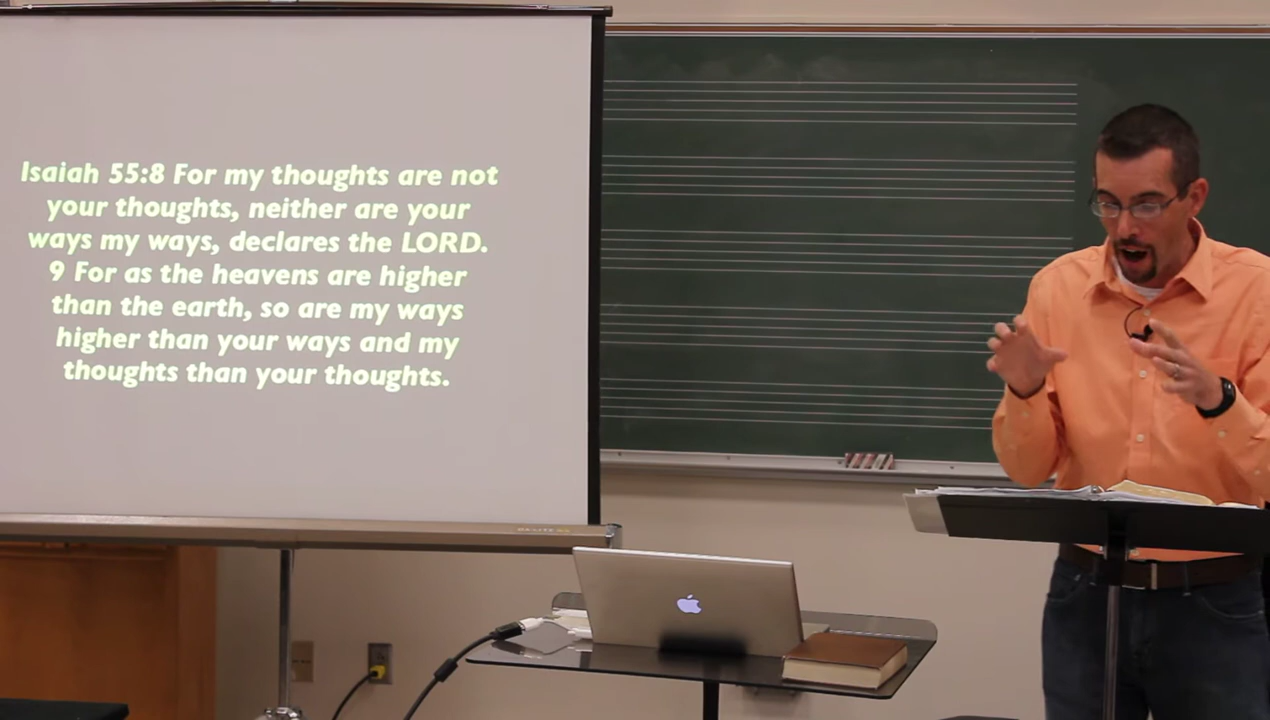 Isaiah 55:8 For my thoughts are not
your thoughts, neither are your
ways my ways, declares the LORD.
9 For as the heavens are higher
than the earth, so are my ways
higher than your ways and my
thoughts than your thoughts.